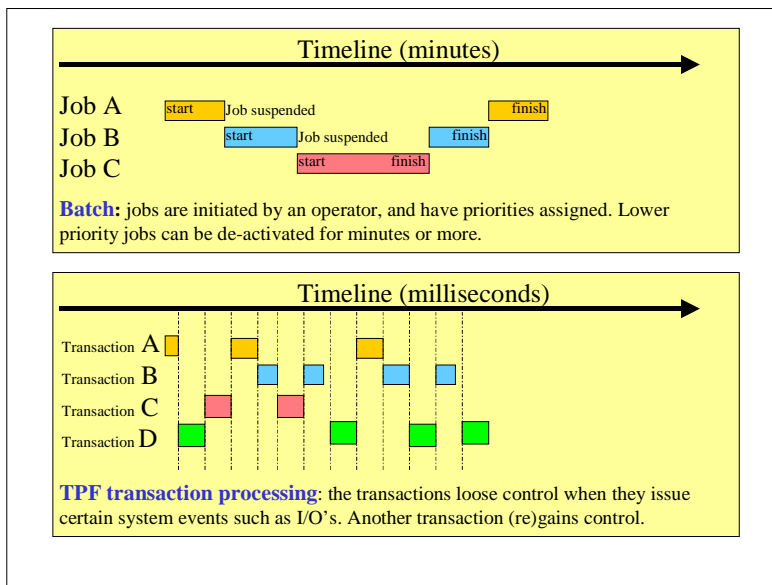 Timeline (minutes)
Job A start Job suspended finish
Job B start Job suspended finish
Job C start finish
Batch: jobs are initiated by an operator, and have priorities assigned. Lower
priority jobs can be de-activated for minutes or more.
Timeline (milliseconds)
Transaction A
Transaction B
Transaction C
Transaction D
TPF transaction processing: the transactions loose control when they issue
certain system events such as I/O's. Another transaction (re)gains control.